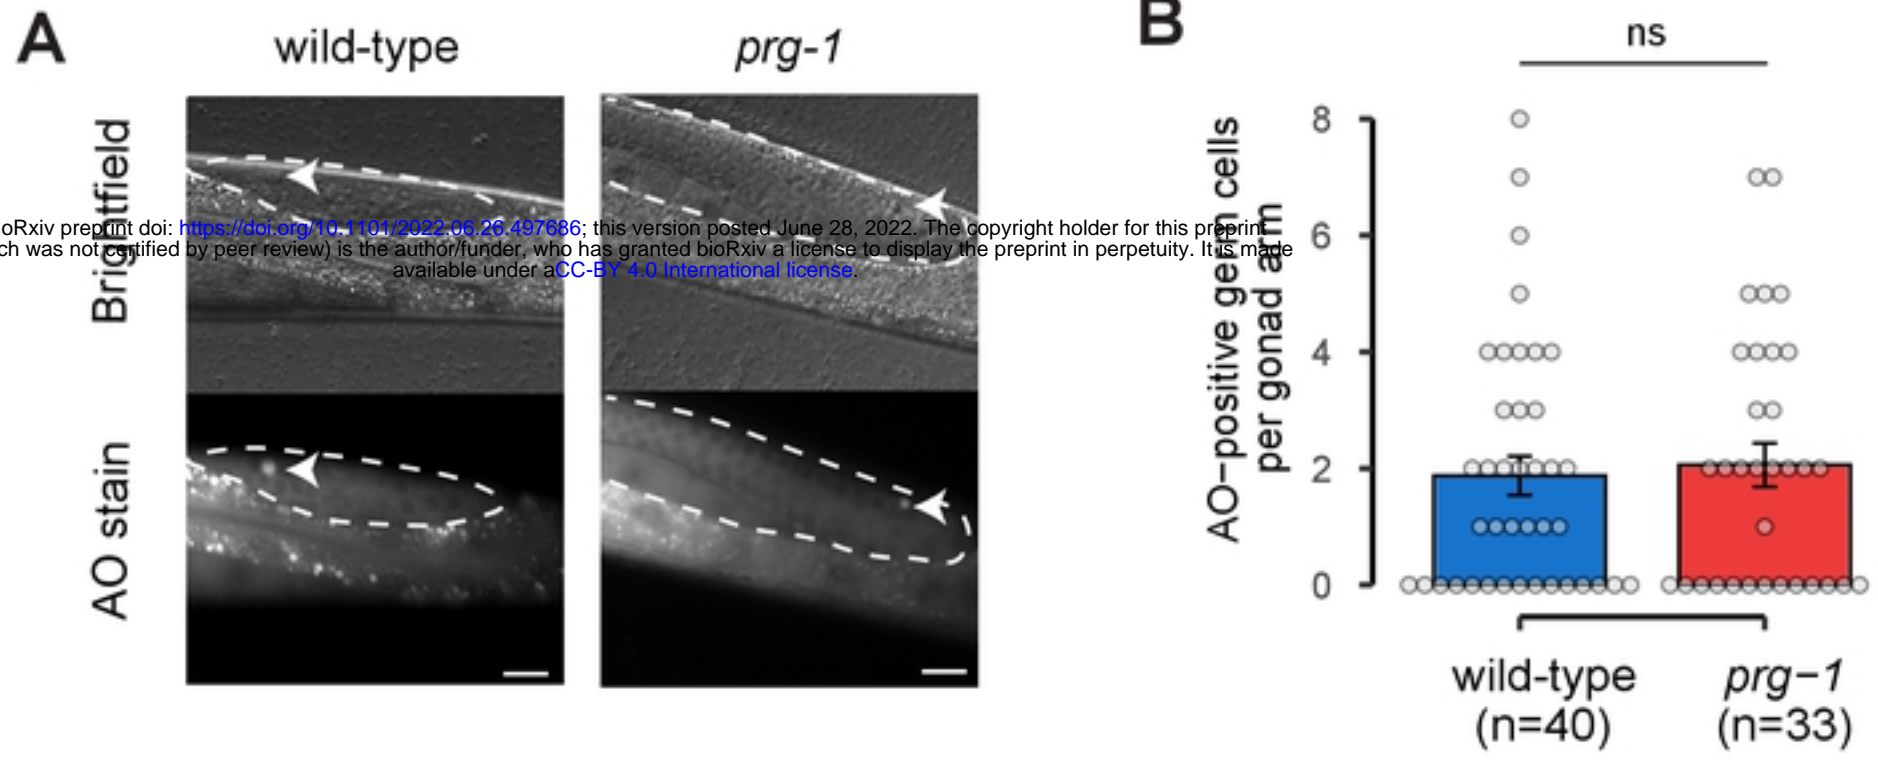 A
wild-type
prg-1
Brightfield
AO stain
oRxiv preprint doi: https://doi.org/10.1101/2022.06.26.497686; this version posted June 28, 2022. The copyright holder for this preprint
ch was not certified by peer review) is the author/funder, who has granted bioRxiv a license to display the preprint in perpetuity. It is made
available under aCC-BY 4.0 International license.
B
ns
AO−positive germ cells
per gonad arm
8
6
4
2
0
wild-type
(n=40)
prg−1
(n=33)